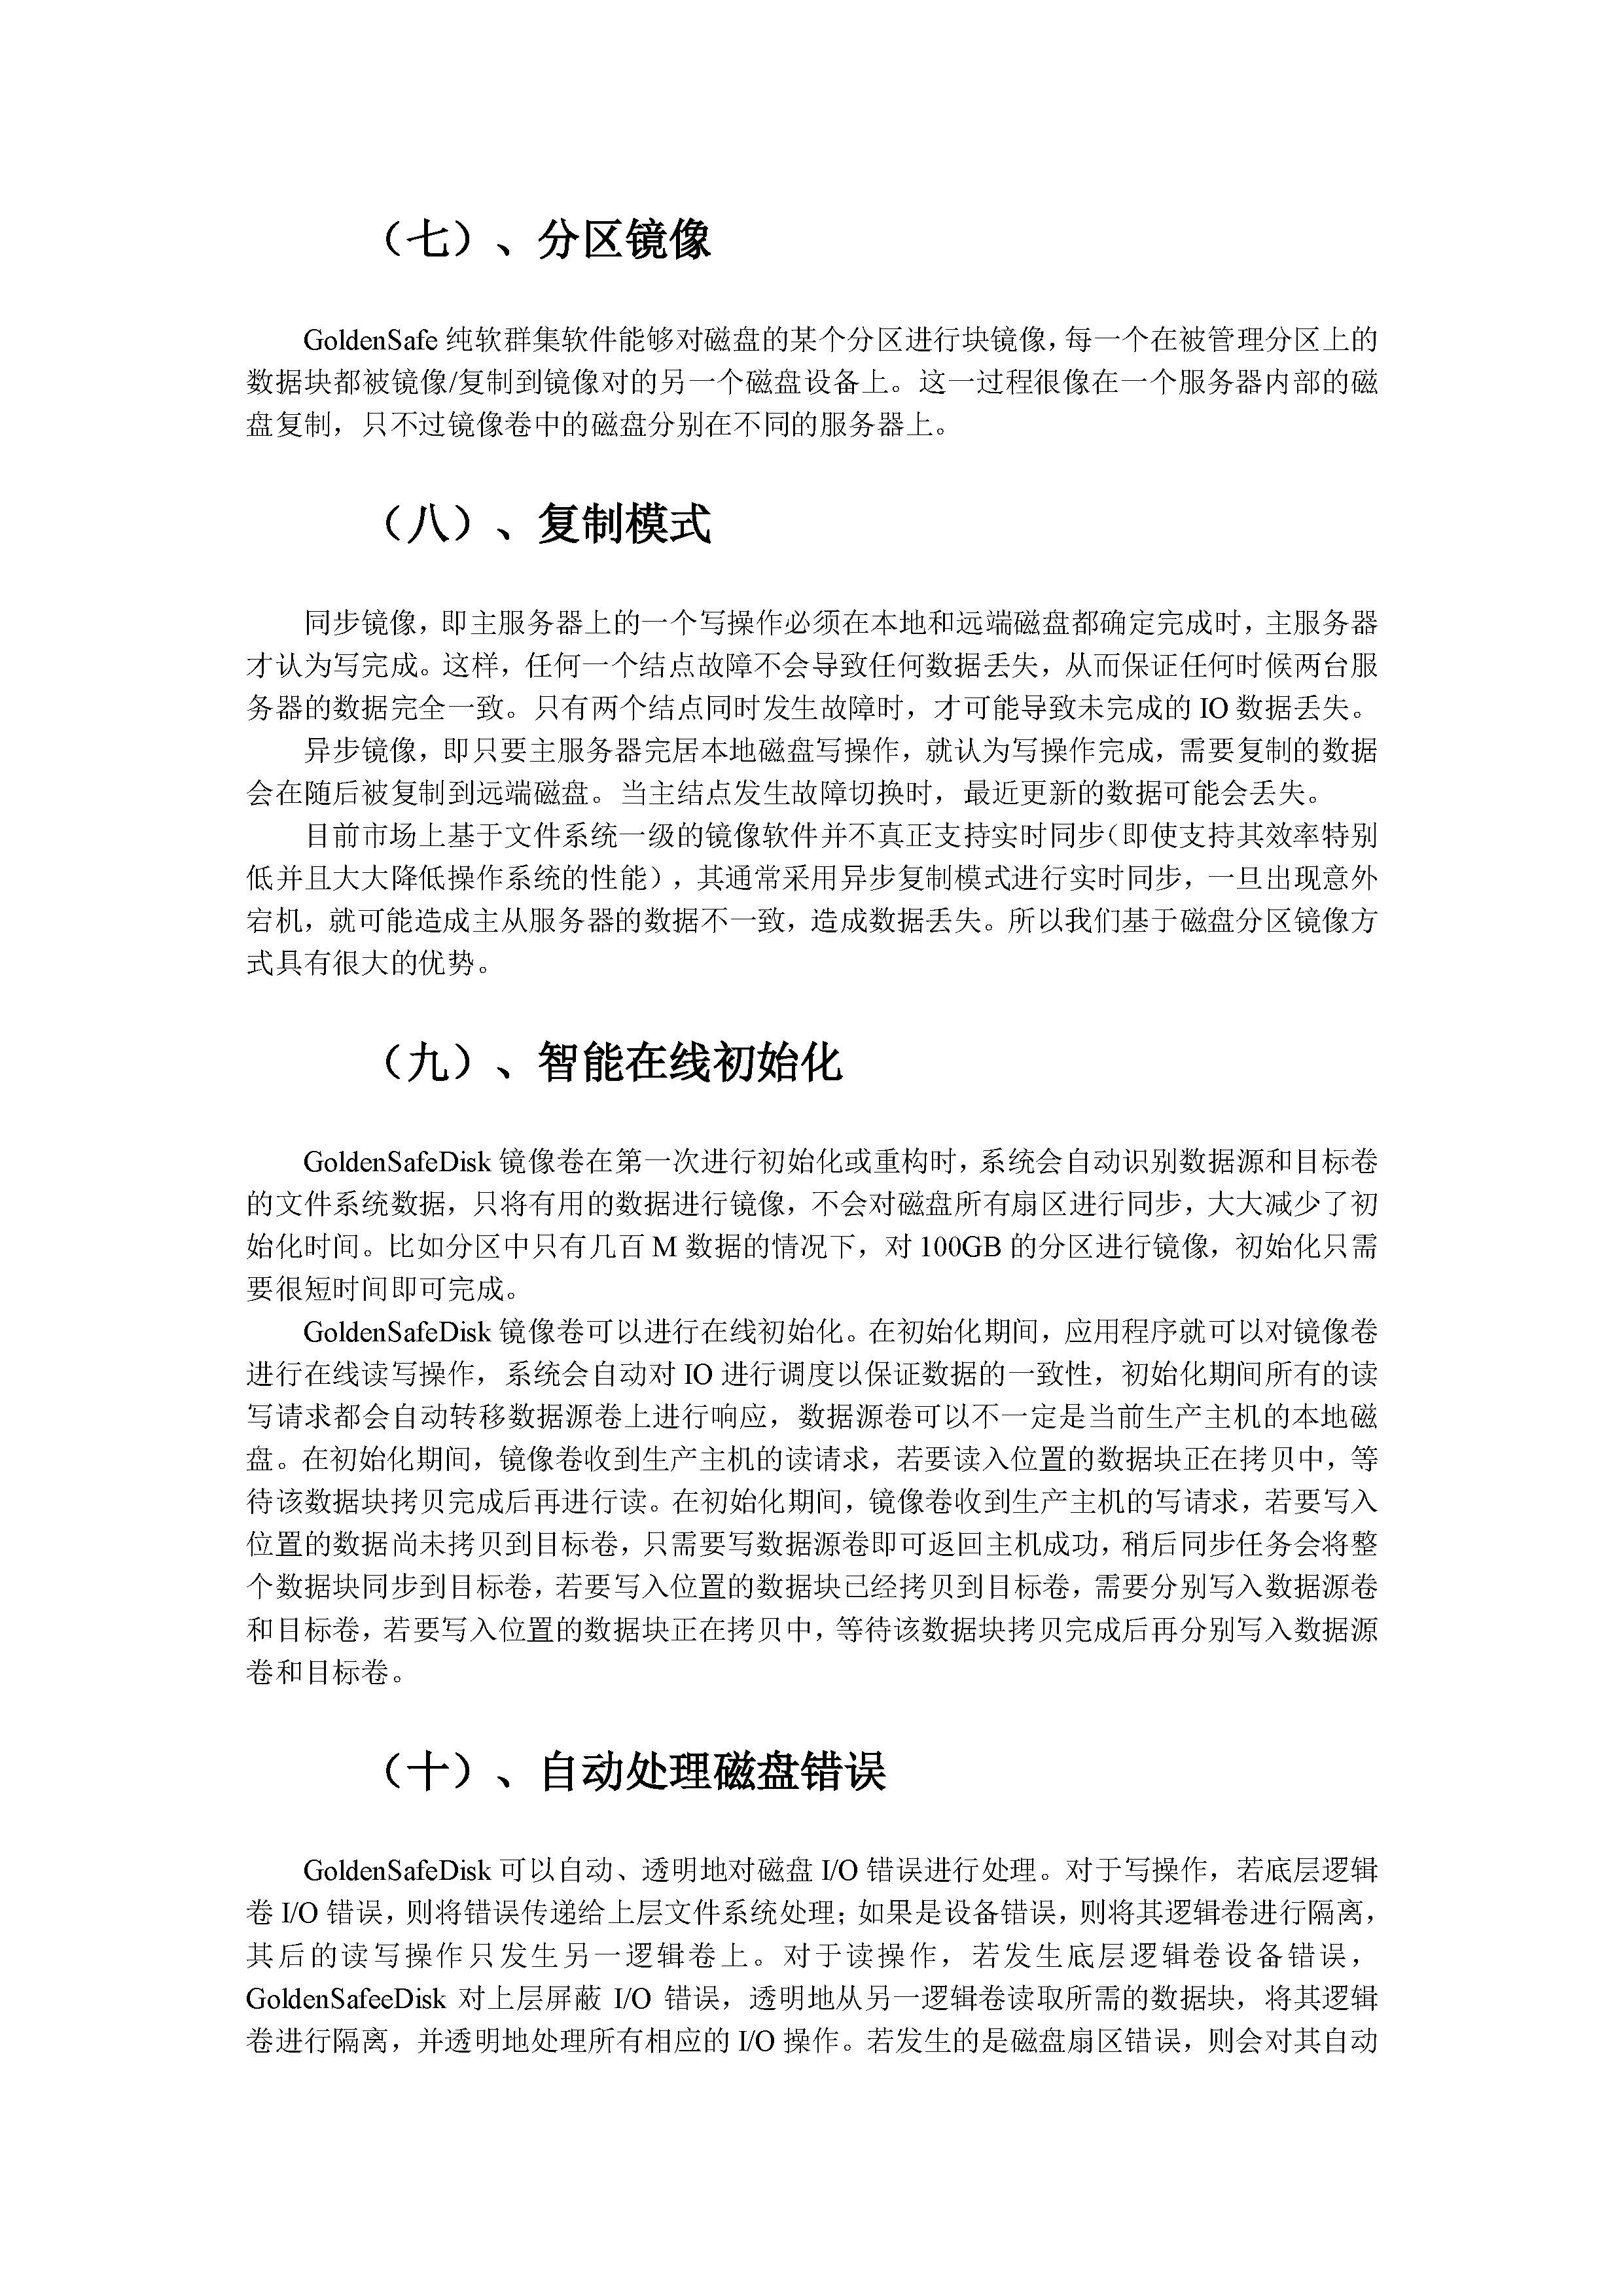 （七）、分区镜像
GoldenSafe 纯软群集软件能够对磁盘的某个分区进行块镜像，每一个在被管理分区上的
数据块都被镜像/复制到镜像对的另一个磁盘设备上。这一过程很像在一个服务器内部的磁
盘复制，只不过镜像卷中的磁盘分别在不同的服务器上。
（八）、复制模式
同步镜像，即主服务器上的一个写操作必须在本地和远端磁盘都确定完成时，主服务器
才认为写完成。这样，任何一个结点故障不会导致任何数据丢失，从而保证任何时候两台服
务器的数据完全一致。只有两个结点同时发生故障时，才可能导致未完成的 IO 数据丢失。
异步镜像，即只要主服务器完居本地磁盘写操作，就认为写操作完成，需要复制的数据
会在随后被复制到远端磁盘。当主结点发生故障切换时，最近更新的数据可能会丢失。
目前市场上基于文件系统一级的镜像软件并不真正支持实时同步（即使支持其效率特别
低并且大大降低操作系统的性能），其通常采用异步复制模式进行实时同步，一旦出现意外
宕机，就可能造成主从服务器的数据不一致，造成数据丢失。所以我们基于磁盘分区镜像方
式具有很大的优势。
（九）、智能在线初始化
GoldenSafeDisk 镜像卷在第一次进行初始化或重构时，系统会自动识别数据源和目标卷
的文件系统数据，只将有用的数据进行镜像，不会对磁盘所有扇区进行同步，大大减少了初
始化时间。比如分区中只有几百 M 数据的情况下，对 100GB 的分区进行镜像，初始化只需
要很短时间即可完成。
GoldenSafeDisk 镜像卷可以进行在线初始化。在初始化期间，应用程序就可以对镜像卷
进行在线读写操作，系统会自动对 IO 进行调度以保证数据的一致性，初始化期间所有的读
写请求都会自动转移数据源卷上进行响应，数据源卷可以不一定是当前生产主机的本地磁
盘。在初始化期间，镜像卷收到生产主机的读请求，若要读入位置的数据块正在拷贝中，等
待该数据块拷贝完成后再进行读。在初始化期间，镜像卷收到生产主机的写请求，若要写入
位置的数据尚未拷贝到目标卷，只需要写数据源卷即可返回主机成功，稍后同步任务会将整
个数据块同步到目标卷，若要写入位置的数据块已经拷贝到目标卷，需要分别写入数据源卷
和目标卷，若要写入位置的数据块正在拷贝中，等待该数据块拷贝完成后再分别写入数据源
卷和目标卷。
（十）、自动处理磁盘错误
GoldenSafeDisk 可以自动、透明地对磁盘 I/O 错误进行处理。对于写操作，若底层逻辑
卷 I/O 错误，则将错误传递给上层文件系统处理；如果是设备错误，则将其逻辑卷进行隔离，
其后的读写操作只发生另一逻辑卷上。对于读操作，若发生底层逻辑卷设备错误，
GoldenSafeeDisk 对上层屏蔽 I/O 错误，透明地从另一逻辑卷读取所需的数据块，将其逻辑
卷进行隔离，并透明地处理所有相应的 I/O 操作。若发生的是磁盘扇区错误，则会对其自动